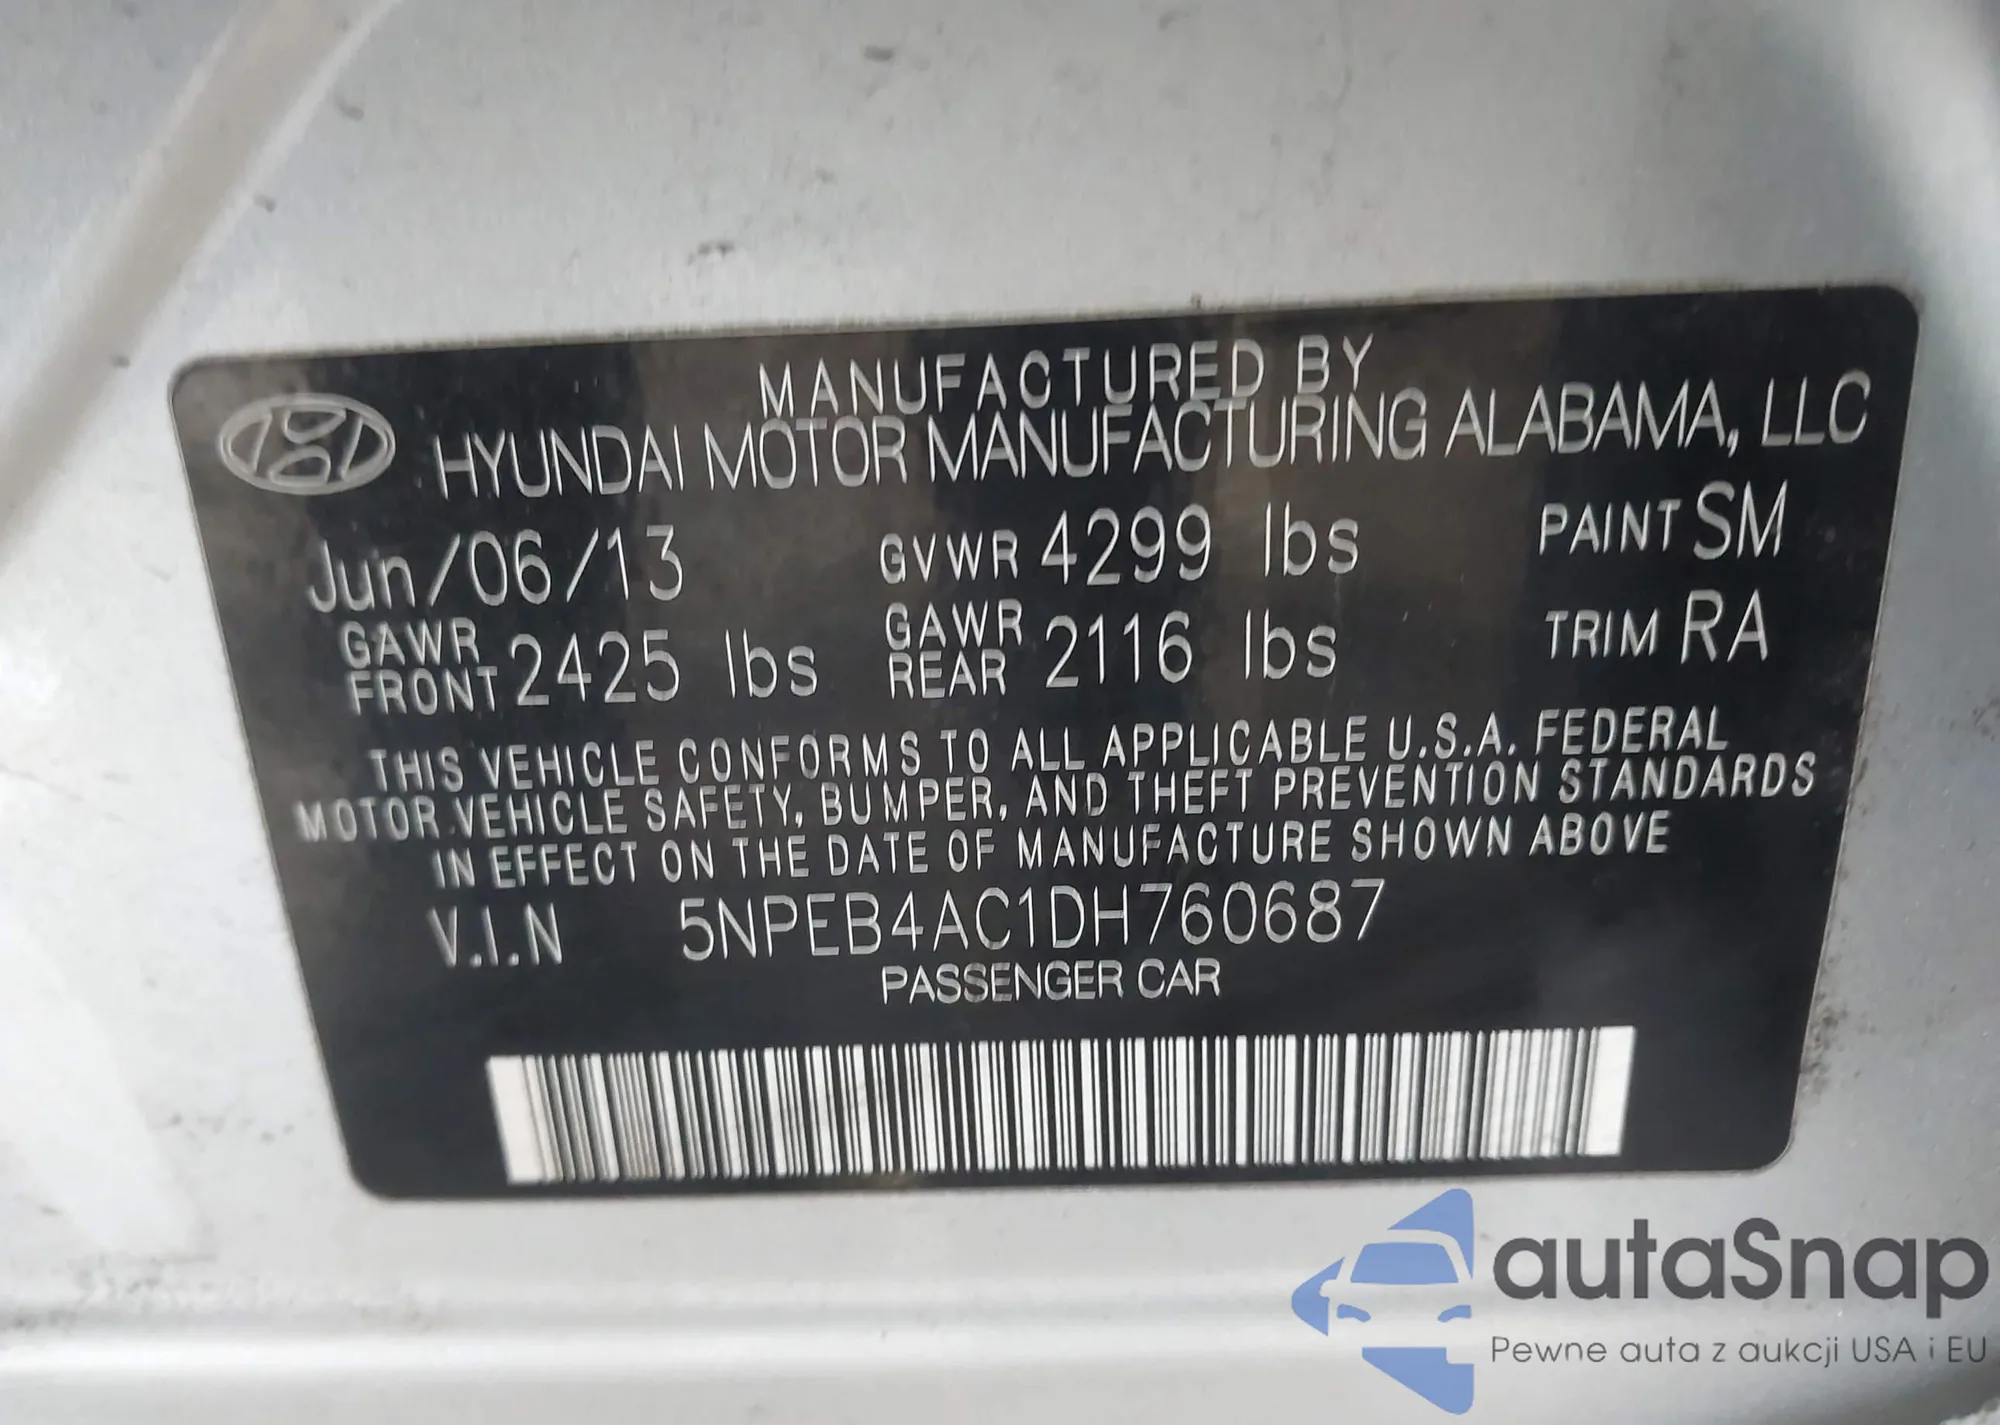 MANUFACTURED BY
HYUNDAI MOTOR MANUFACTURING ALABAMA, LLC
Jun/06/13 GVWR 4299 lbs PAINT SM
GAWR FRONT 2425 lbs GAWR REAR 2116 lbs TRIM RA
THIS VEHICLE CONFORMS TO ALL APPLICABLE U.S.A. FEDERAL
MOTOR VEHICLE SAFETY, BUMPER, AND THEFT PREVENTION STANDARDS
IN EFFECT ON THE DATE OF MANUFACTURE SHOWN ABOVE
V.I.N 5NPEB4AC1DH760687
PASSENGER CAR
autaSnap
Pewne auta z aukcji USA i EU